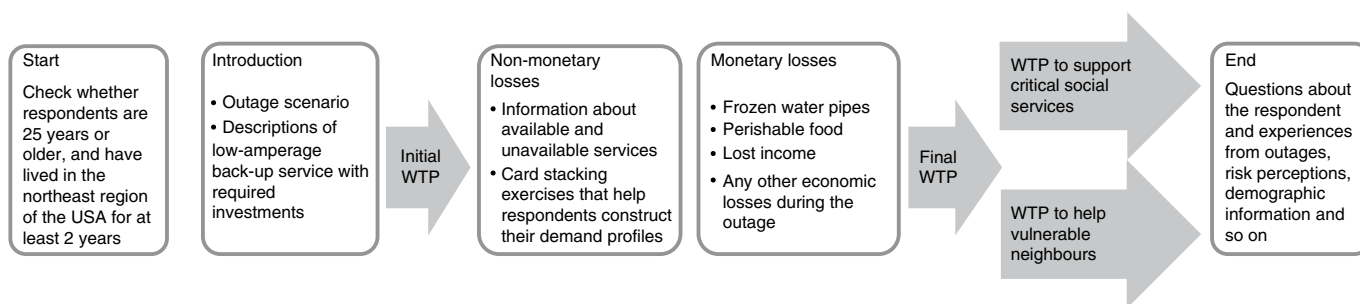 Start
Check whether
respondents are
25 years or
older, and have
lived in the
northeast region
of the USA for at
least 2 years
Introduction
• Outage scenario
• Descriptions of
low-amperage
back-up service with
required
investments
Initial
WTP
Non-monetary
losses
• Information about
available and
unavailable services
• Card stacking
exercises that help
respondents construct
their demand profiles
Monetary losses
• Frozen water pipes
• Perishable food
• Lost income
• Any other economic
losses during the
outage
Final
WTP
WTP to support
critical social
services
WTP to help
vulnerable
neighbours
End
Questions about
the respondent
and experiences
from outages,
risk perceptions,
demographic
information and
so on